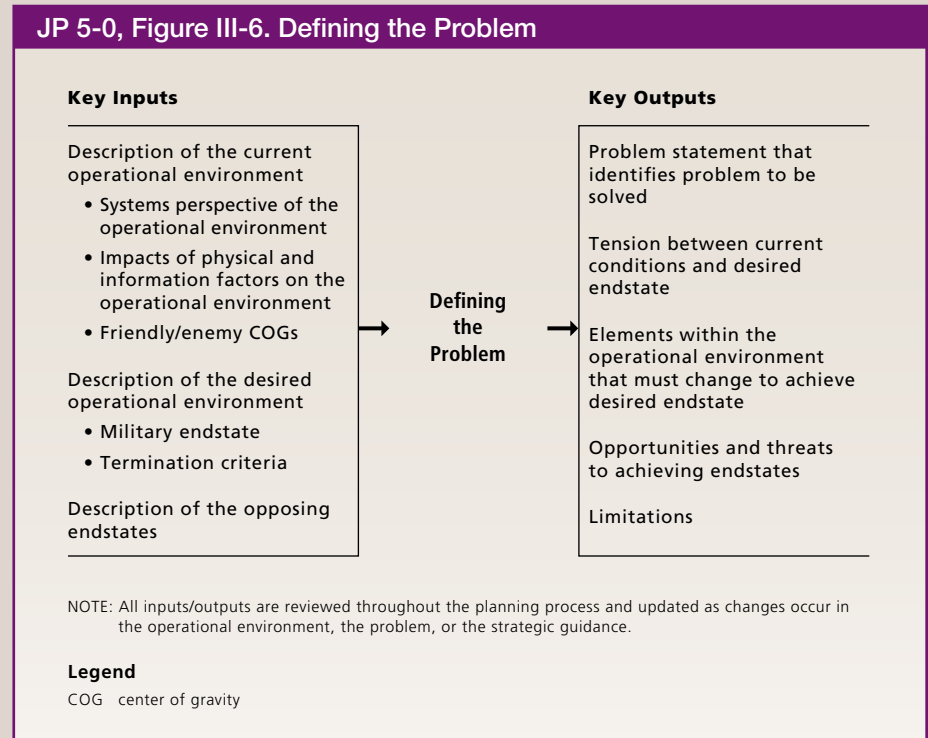 JP 5-0, Figure III-6. Defining the Problem
Key Inputs
Description of the current
operational environment
• Systems perspective of the
operational environment
• Impacts of physical and
information factors on the
operational environment
• Friendly/enemy COGs
Description of the desired
operational environment
• Military endstate
• Termination criteria
Description of the opposing
endstates
Defining
the
Problem
Key Outputs
Problem statement that
identifies problem to be
solved
Tension between current
conditions and desired
endstate
Elements within the
operational environment
that must change to achieve
desired endstate
Opportunities and threats
to achieving endstates
Limitations
NOTE: All inputs/outputs are reviewed throughout the planning process and updated as changes occur in
the operational environment, the problem, or the strategic guidance.
Legend
COG center of gravity